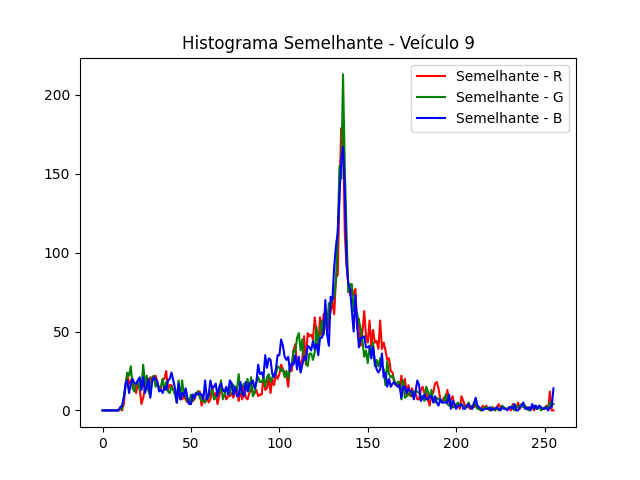 Histograma Semelhante - Veículo 9
Semelhante - R
Semelhante - G
Semelhante - B
200
150
100
50
0
0 50 100 150 200 250